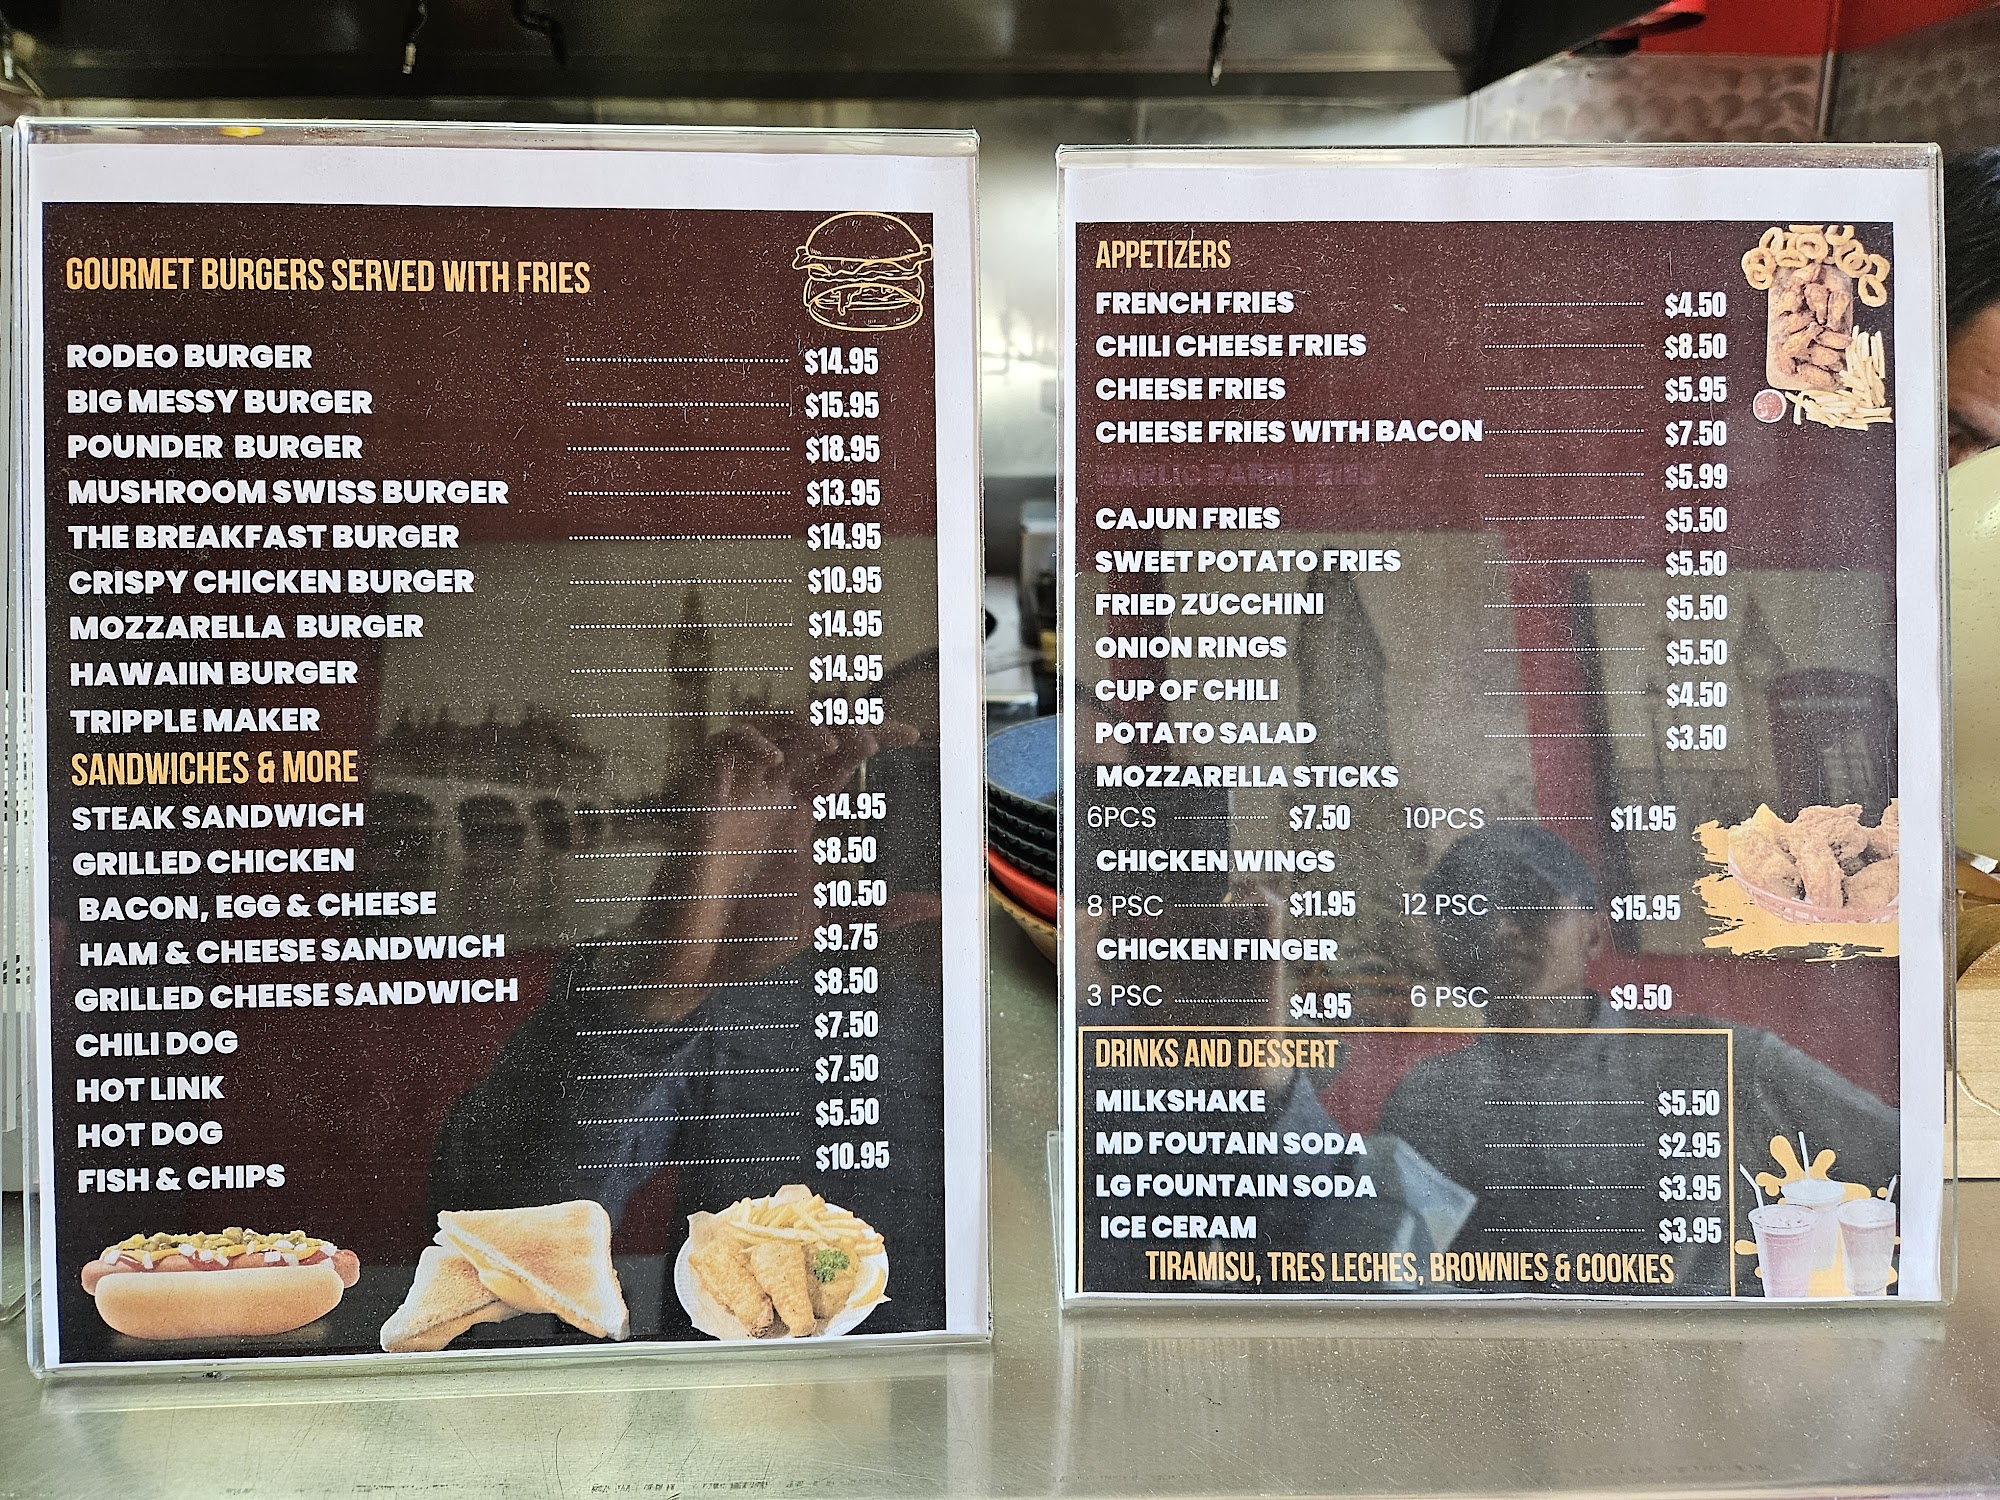 GOURMET BURGERS SERVED WITH FRIES
RODEO BURGER $14.95
BIG MESSY BURGER $15.95
POUNDER BURGER $18.95
MUSHROOM SWISS BURGER $13.95
THE BREAKFAST BURGER $14.95
CRISPY CHICKEN BURGER $10.95
MOZZARELLA BURGER $14.95
HAWAIIN BURGER $14.95
TRIPPLE MAKER $19.95
SANDWICHES & MORE
STEAK SANDWICH $14.95
GRILLED CHICKEN $8.50
BACON, EGG & CHEESE $10.50
HAM & CHEESE SANDWICH $9.75
GRILLED CHEESE SANDWICH $8.50
CHILI DOG $7.50
HOT LINK $7.50
HOT DOG $5.50
FISH & CHIPS $10.95
APPETIZERS
FRENCH FRIES $4.50
CHILI CHEESE FRIES $8.50
CHEESE FRIES $5.95
CHEESE FRIES WITH BACON $7.50
GARLIC PARM FRIES $5.99
CAJUN FRIES $5.50
SWEET POTATO FRIES $5.50
FRIED ZUCCHINI $5.50
ONION RINGS $5.50
CUP OF CHILI $4.50
POTATO SALAD $3.50
MOZZARELLA STICKS
6PCS $7.50 10PCS $11.95
CHICKEN WINGS
8 PSC $11.95 12 PSC $15.95
CHICKEN FINGER
3 PSC $4.95 6 PSC $9.50
DRINKS AND DESSERT
MILKSHAKE $5.50
MD FOUTAIN SODA $2.95
LG FOUNTAIN SODA $3.95
ICE CERAM $3.95
TIRAMISU, TRES LECHES, BROWNIES & COOKIES